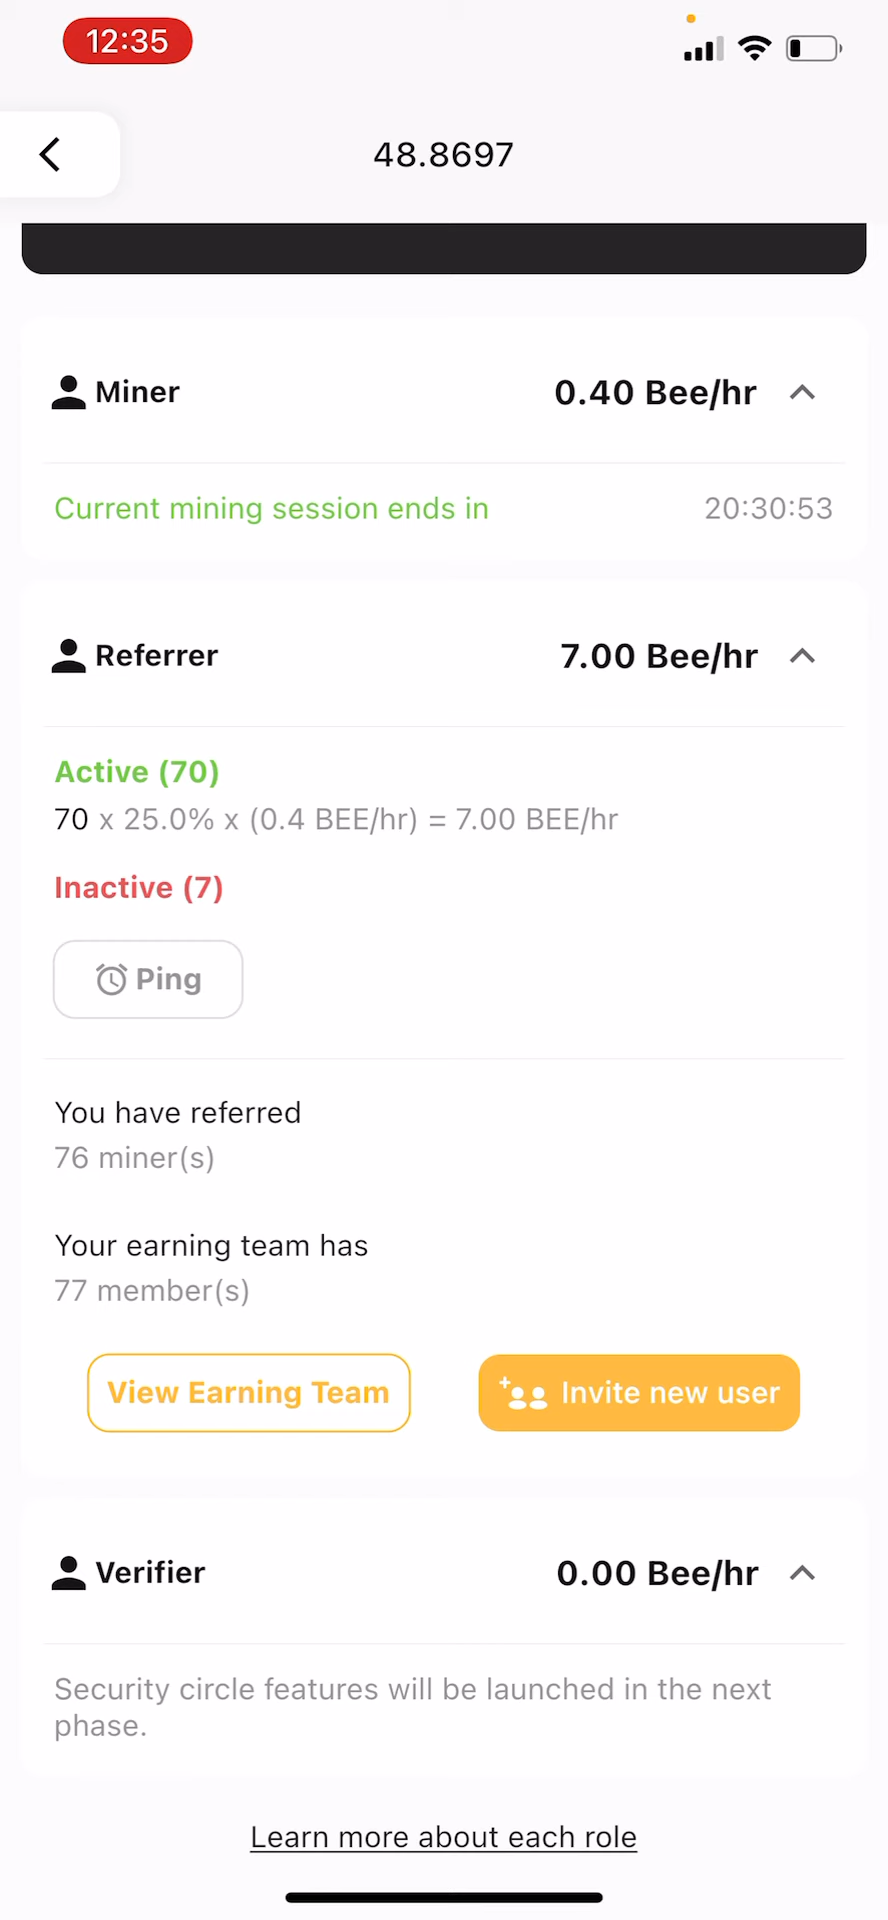 12:35
48.8697
Miner 0.40 Bee/hr
Current mining session ends in 20:30:53
Referrer 7.00 Bee/hr
Active (70)
70 x 25.0% x (0.4 BEE/hr) = 7.00 BEE/hr
Inactive (7)
Ping
You have referred
76 miner(s)
Your earning team has
77 member(s)
View Earning Team Invite new user
Verifier 0.00 Bee/hr
Security circle features will be launched in the next
phase.
Learn more about each role